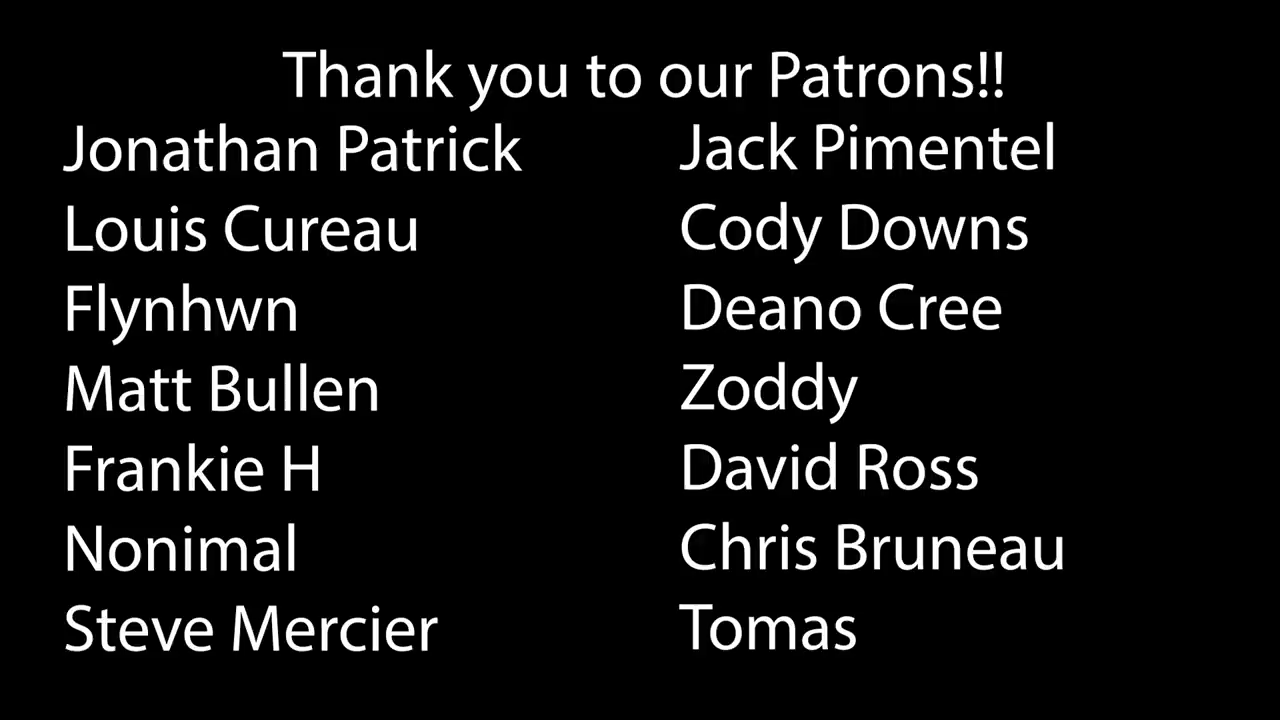 Thank you to our Patrons!!
Jonathan Patrick
Louis Cureau
Flynhwn
Matt Bullen
Frankie H
Nonimal
Steve Mercier
Jack Pimentel
Cody Downs
Deano Cree
Zoddy
David Ross
Chris Bruneau
Tomas